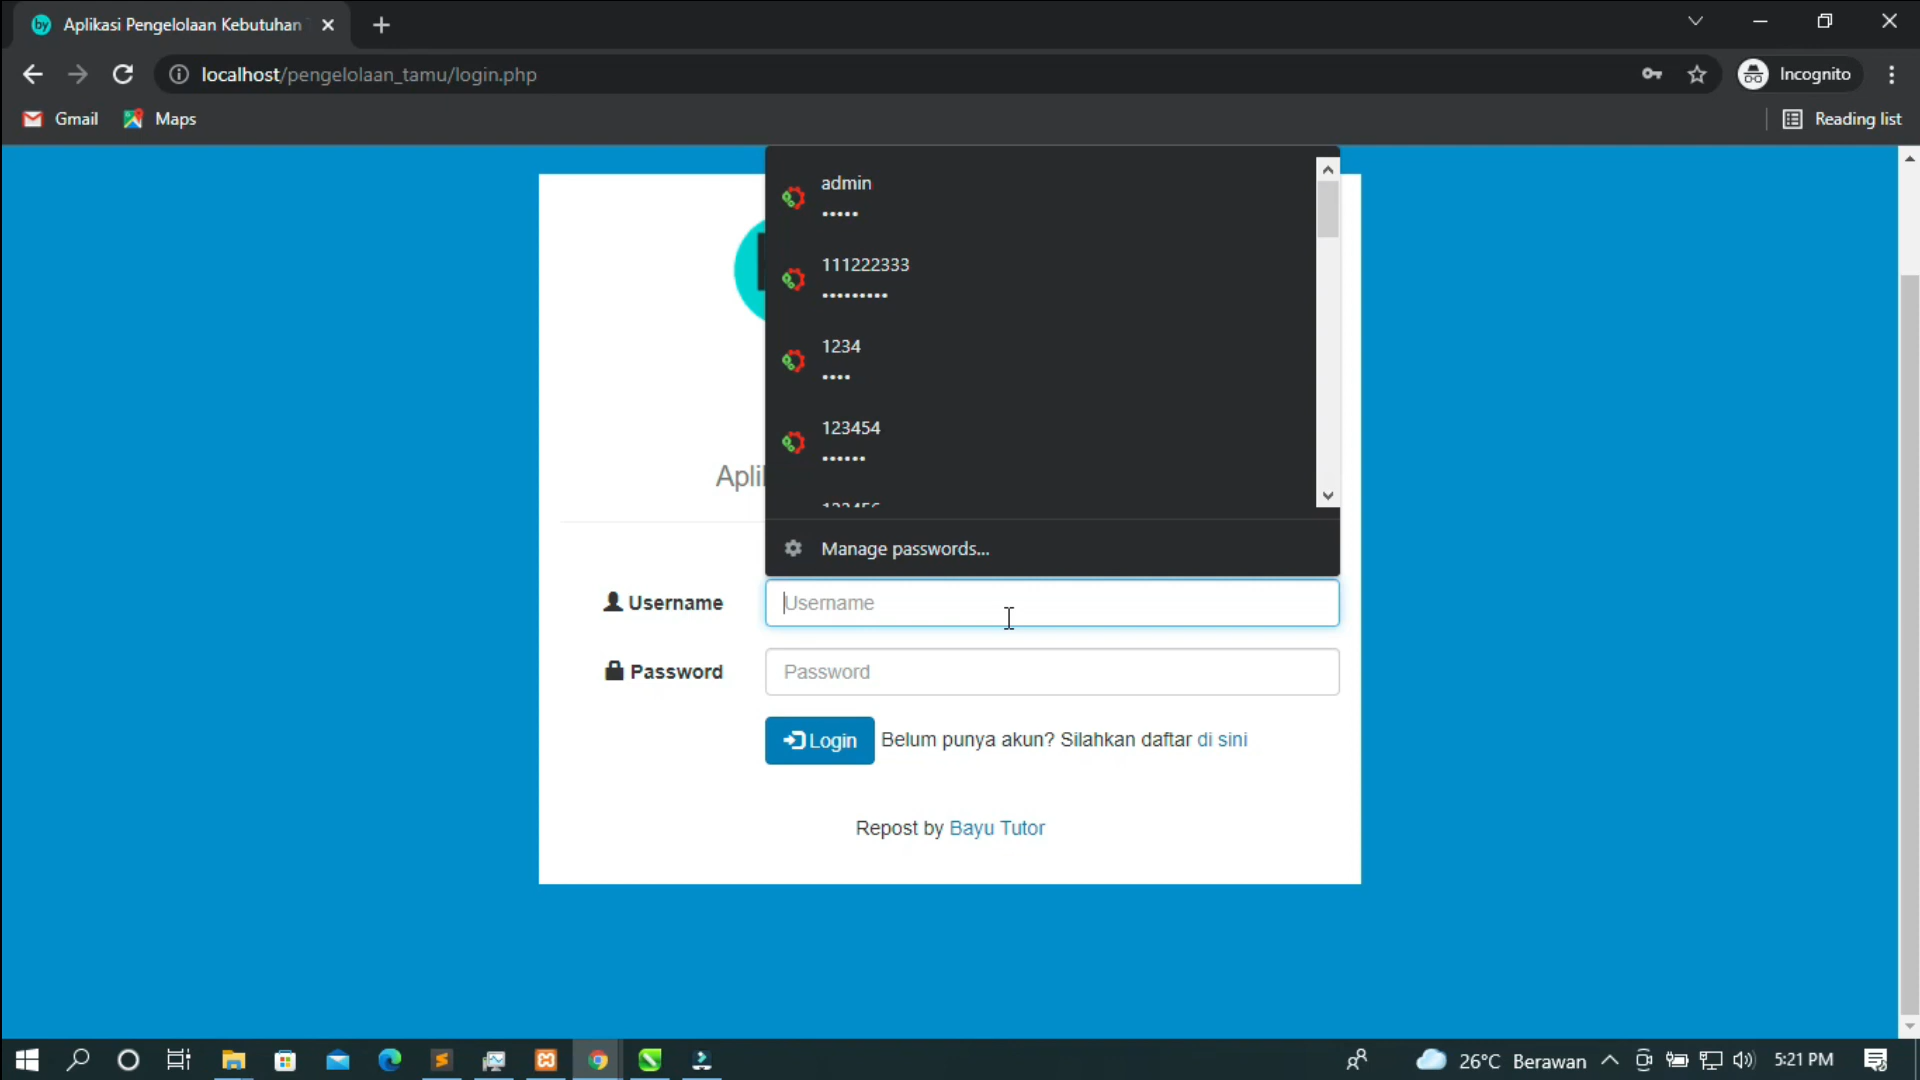 Aplikasi Pengelolaan Kebutuhan
localhost/pengelolaan_tamu/login.php
Incognito
Gmail
Maps
Reading list
admin
•••••
111222333
•••••••••
1234
••••
123454
••••••
Manage passwords...
Username
Username
Password
Password
Login
Belum punya akun? Silahkan daftar di sini
Repost by Bayu Tutor
26°C Berawan
5:21 PM